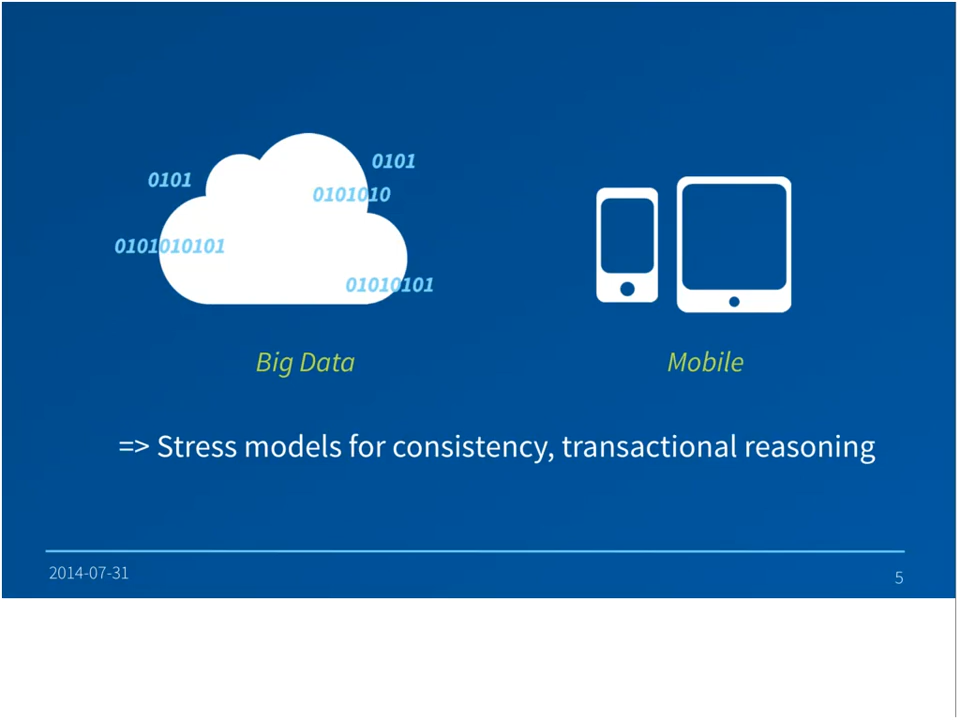 0101
0101
0101010
0101010101
01010101
Big Data
Mobile
=> Stress models for consistency, transactional reasoning
2014-07-31
5